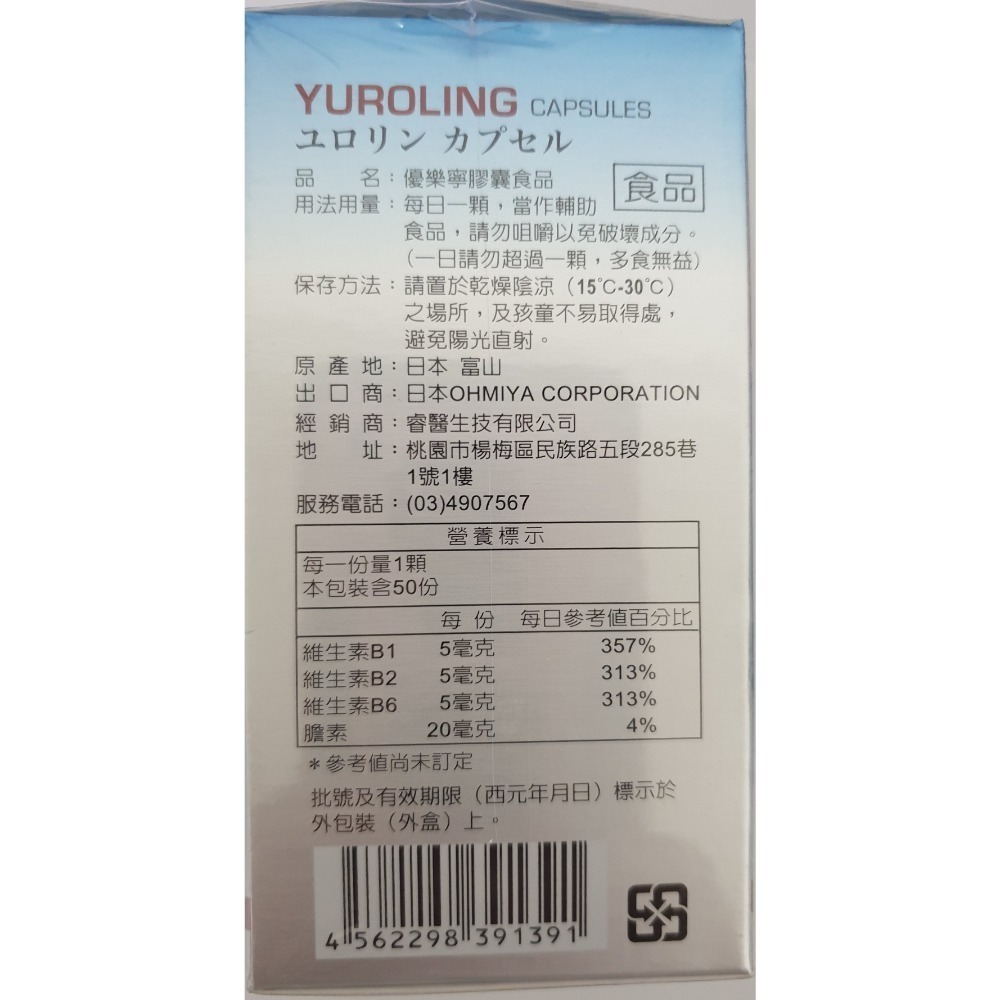 YUROLING CAPSULES
ユロリン カプセル
品　　名：優樂寧膠囊食品
食品
用法用量：每日一顆，當作輔助
食品，請勿咀嚼以免破壞成分。
(一日請勿超過一顆，多食無益)
保存方法：請置於乾燥陰涼（15℃-30℃）
之場所，及孩童不易取得處，
避免陽光直射。
原 產 地：日本 富山
出 口 商：日本OHMIYA CORPORATION
經 銷 商：睿醫生技有限公司
地　　址：桃園市楊梅區民族路五段285巷
1號1樓
服務電話：(03)4907567
營養標示
每一份量1顆
本包裝含50份
每 份 每日參考值百分比
維生素B1 5毫克 357%
維生素B2 5毫克 313%
維生素B6 5毫克 313%
膽素 20毫克 4%
＊參考值尚未訂定
批號及有效期限（西元年月日）標示於
外包裝（外盒）上。
4 562298 391391